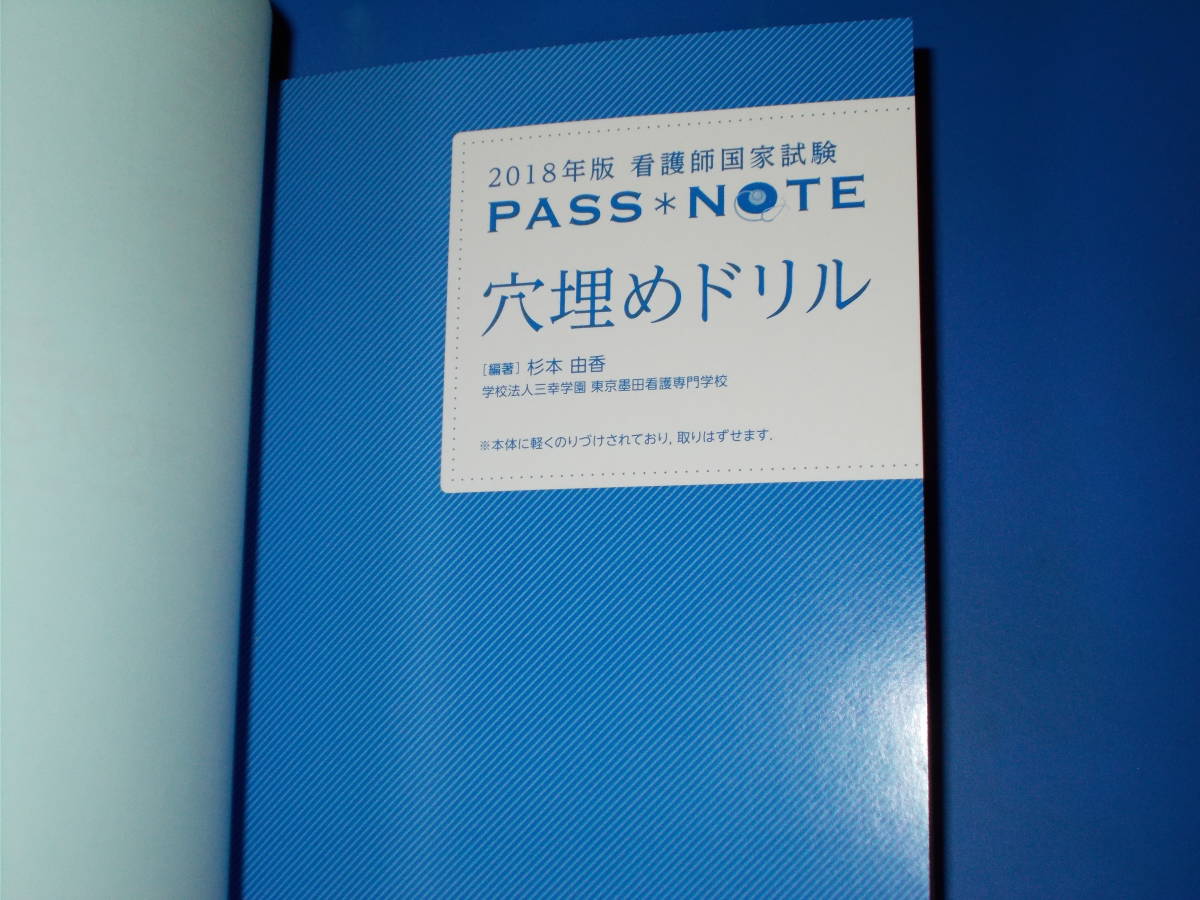 2018年版 看護師国家試験
PASS*NOTE
穴埋めドリル
[編著] 杉本 由香
学校法人三幸学園 東京墨田看護専門学校
※本体に軽くのりづけされており, 取りはずせます.